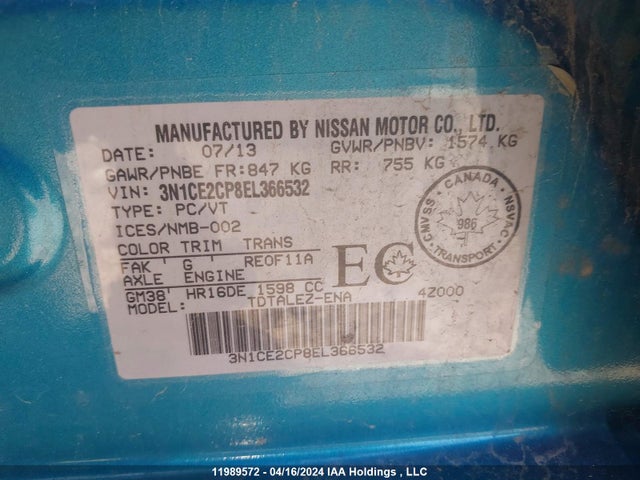 MANUFACTURED BY NISSAN MOTOR CO., LTD.
DATE: 07/13 GVWR/PNBV: 1574 KG
GAWR/PNBE FR:847 KG RR: 755 KG
VIN: 3N1CE2CP8EL366532
TYPE: PC/VT
ICES/NMB-002
COLOR TRIM TRANS
FAK G RE0F11A
AXLE ENGINE
GM38 HR16DE 1598 CC 4Z000
MODEL: TDTALEZ-ENA
EC
CANADA
CMVSS 986 NSVAC
TRANSPORT
3N1CE2CP8EL366532
11989572 - 04/16/2024 IAA Holdings , LLC